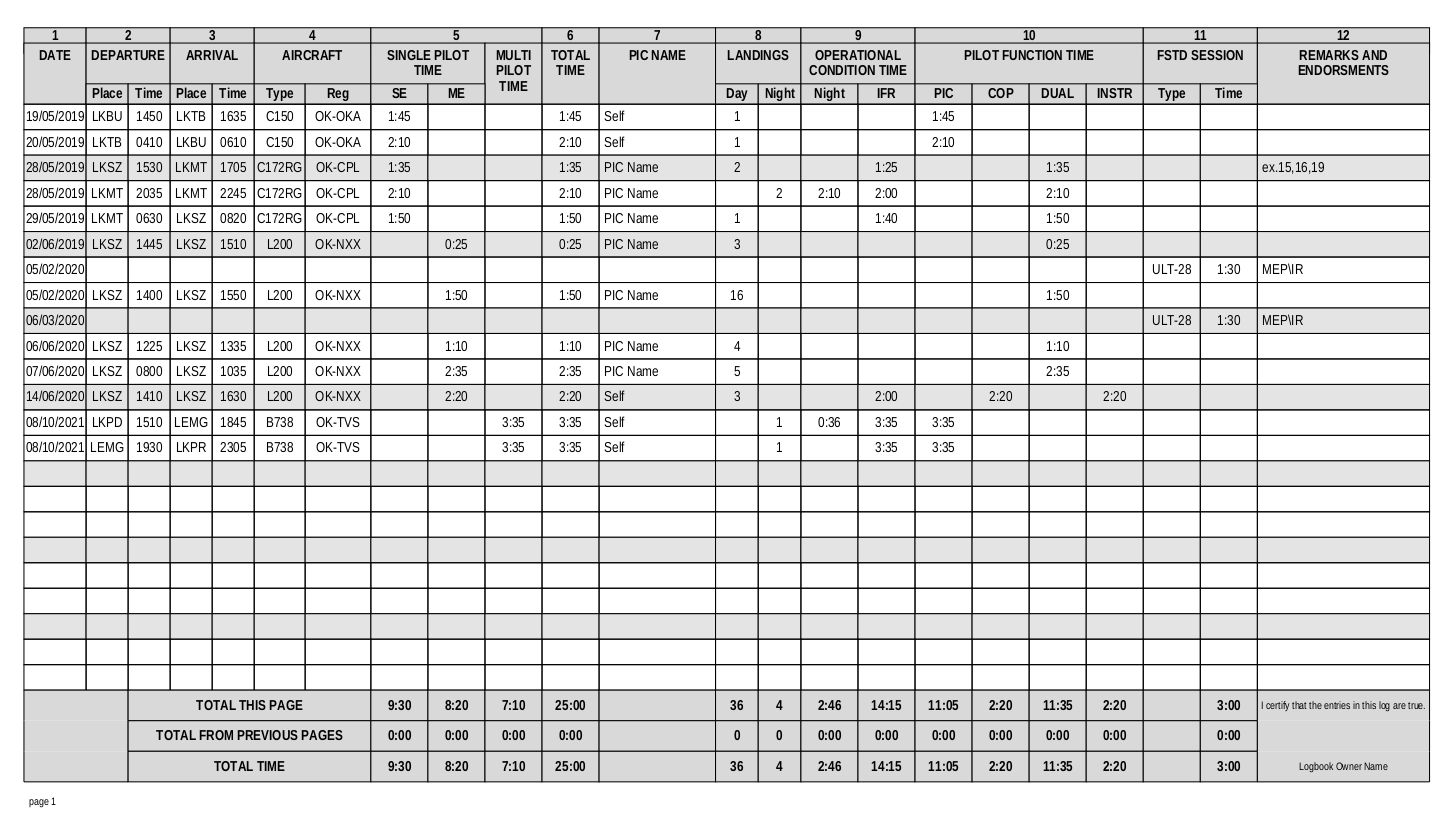 1 2 3 4 5 6 7 8 9 10 11 12
DATE DEPARTURE ARRIVAL AIRCRAFT SINGLE PILOT TIME MULTI PILOT TIME TOTAL TIME PIC NAME LANDINGS OPERATIONAL CONDITION TIME PILOT FUNCTION TIME FSTD SESSION REMARKS AND ENDORSMENTS
Place Time Place Time Type Reg SE ME Day Night Night IFR PIC COP DUAL INSTR Type Time
19/05/2019 LKBU 1450 LKTB 1635 C150 OK-OKA 1:45 1:45 Self 1 1:45
20/05/2019 LKTB 0410 LKBU 0610 C150 OK-OKA 2:10 2:10 Self 1 2:10
28/05/2019 LKSZ 1530 LKMT 1705 C172RG OK-CPL 1:35 1:35 PIC Name 2 1:25 1:35 ex.15,16,19
28/05/2019 LKMT 2035 LKMT 2245 C172RG OK-CPL 2:10 2:10 PIC Name 2 2:10 2:00 2:10
29/05/2019 LKMT 0630 LKSZ 0820 C172RG OK-CPL 1:50 1:50 PIC Name 1 1:40 1:50
02/06/2019 LKSZ 1445 LKSZ 1510 L200 OK-NXX 0:25 0:25 PIC Name 3 0:25
05/02/2020 ULT-28 1:30 MEP\IR
05/02/2020 LKSZ 1400 LKSZ 1550 L200 OK-NXX 1:50 1:50 PIC Name 16 1:50
06/03/2020 ULT-28 1:30 MEP\IR
06/06/2020 LKSZ 1225 LKSZ 1335 L200 OK-NXX 1:10 1:10 PIC Name 4 1:10
07/06/2020 LKSZ 0800 LKSZ 1035 L200 OK-NXX 2:35 2:35 PIC Name 5 2:35
14/06/2020 LKSZ 1410 LKSZ 1630 L200 OK-NXX 2:20 2:20 Self 3 2:00 2:20 2:20
08/10/2021 LKPD 1510 LEMG 1845 B738 OK-TVS 3:35 3:35 Self 1 0:36 3:35 3:35
08/10/2021 LEMG 1930 LKPR 2305 B738 OK-TVS 3:35 3:35 Self 1 3:35 3:35
TOTAL THIS PAGE 9:30 8:20 7:10 25:00 36 4 2:46 14:15 11:05 2:20 11:35 2:20 3:00 I certify that the entries in this log are true.
TOTAL FROM PREVIOUS PAGES 0:00 0:00 0:00 0:00 0 0 0:00 0:00 0:00 0:00 0:00 0:00 0:00
TOTAL TIME 9:30 8:20 7:10 25:00 36 4 2:46 14:15 11:05 2:20 11:35 2:20 3:00 Logbook Owner Name
page 1